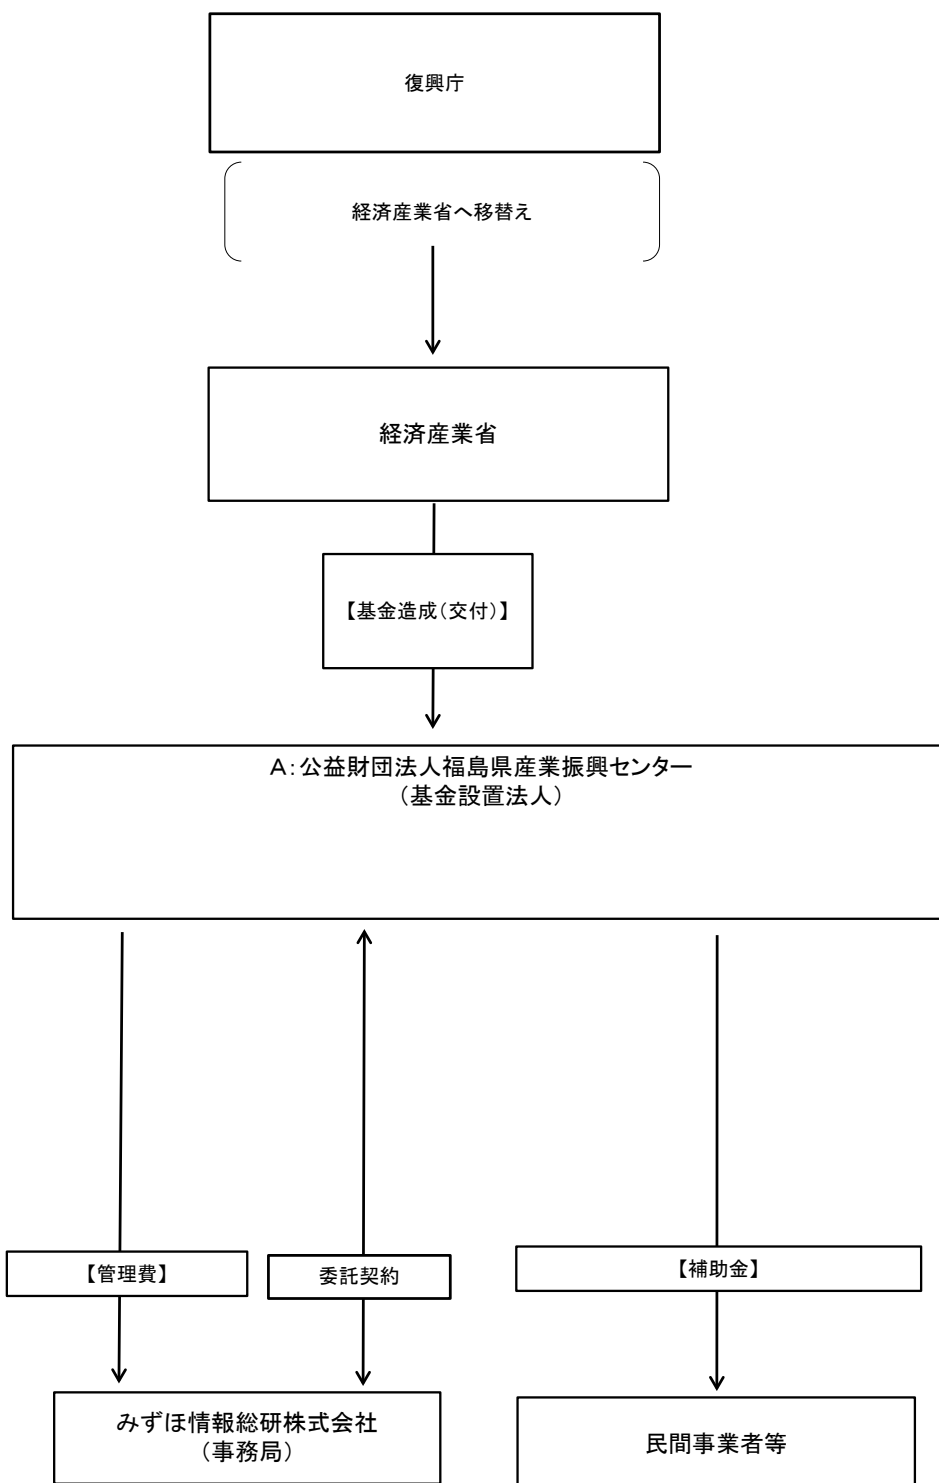 復興庁
経済産業省へ移替え
経済産業省
【基金造成（交付）】
A：公益財団法人福島県産業振興センター
（基金設置法人）
【管理費】
委託契約
【補助金】
みずほ情報総研株式会社
（事務局）
民間事業者等